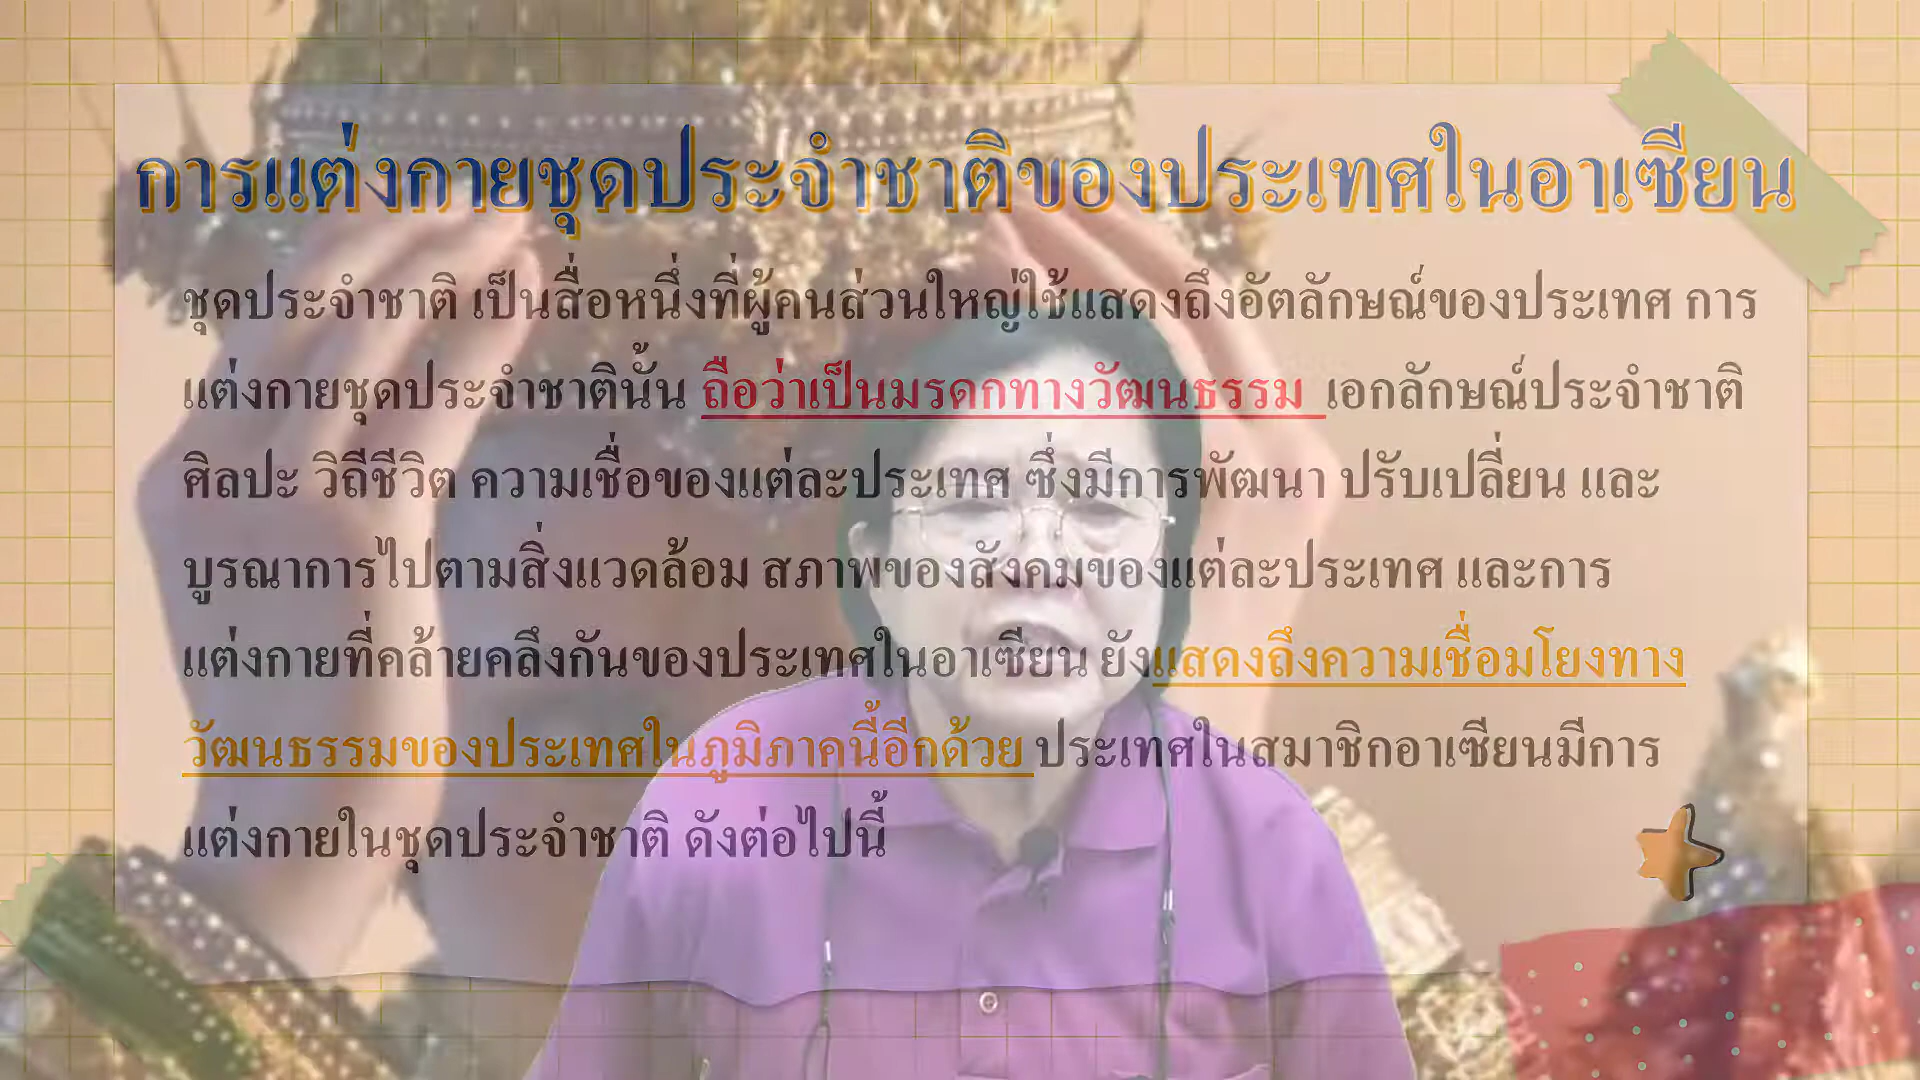 การแต่งกายชุดประจำชาติของประเทศในอาเซียน
ชุดประจำชาติ เป็นสื่อหนึ่งที่ผู้คนส่วนใหญ่ใช้แสดงถึงอัตลักษณ์ของประเทศ การ
แต่งกายชุดประจำชาตินั้น ถือว่าเป็นมรดกทางวัฒนธรรม เอกลักษณ์ประจำชาติ
ศิลปะ วิถีชีวิต ความเชื่อของแต่ละประเทศ ซึ่งมีการพัฒนา ปรับเปลี่ยน และ
บูรณาการไปตามสิ่งแวดล้อม สภาพของสังคมของแต่ละประเทศ และการ
แต่งกายที่คล้ายคลึงกันของประเทศในอาเซียน ยังแสดงถึงความเชื่อมโยงทาง
วัฒนธรรมของประเทศในภูมิภาคนี้อีกด้วย ประเทศในสมาชิกอาเซียนมีการ
แต่งกายในชุดประจำชาติ ดังต่อไปนี้